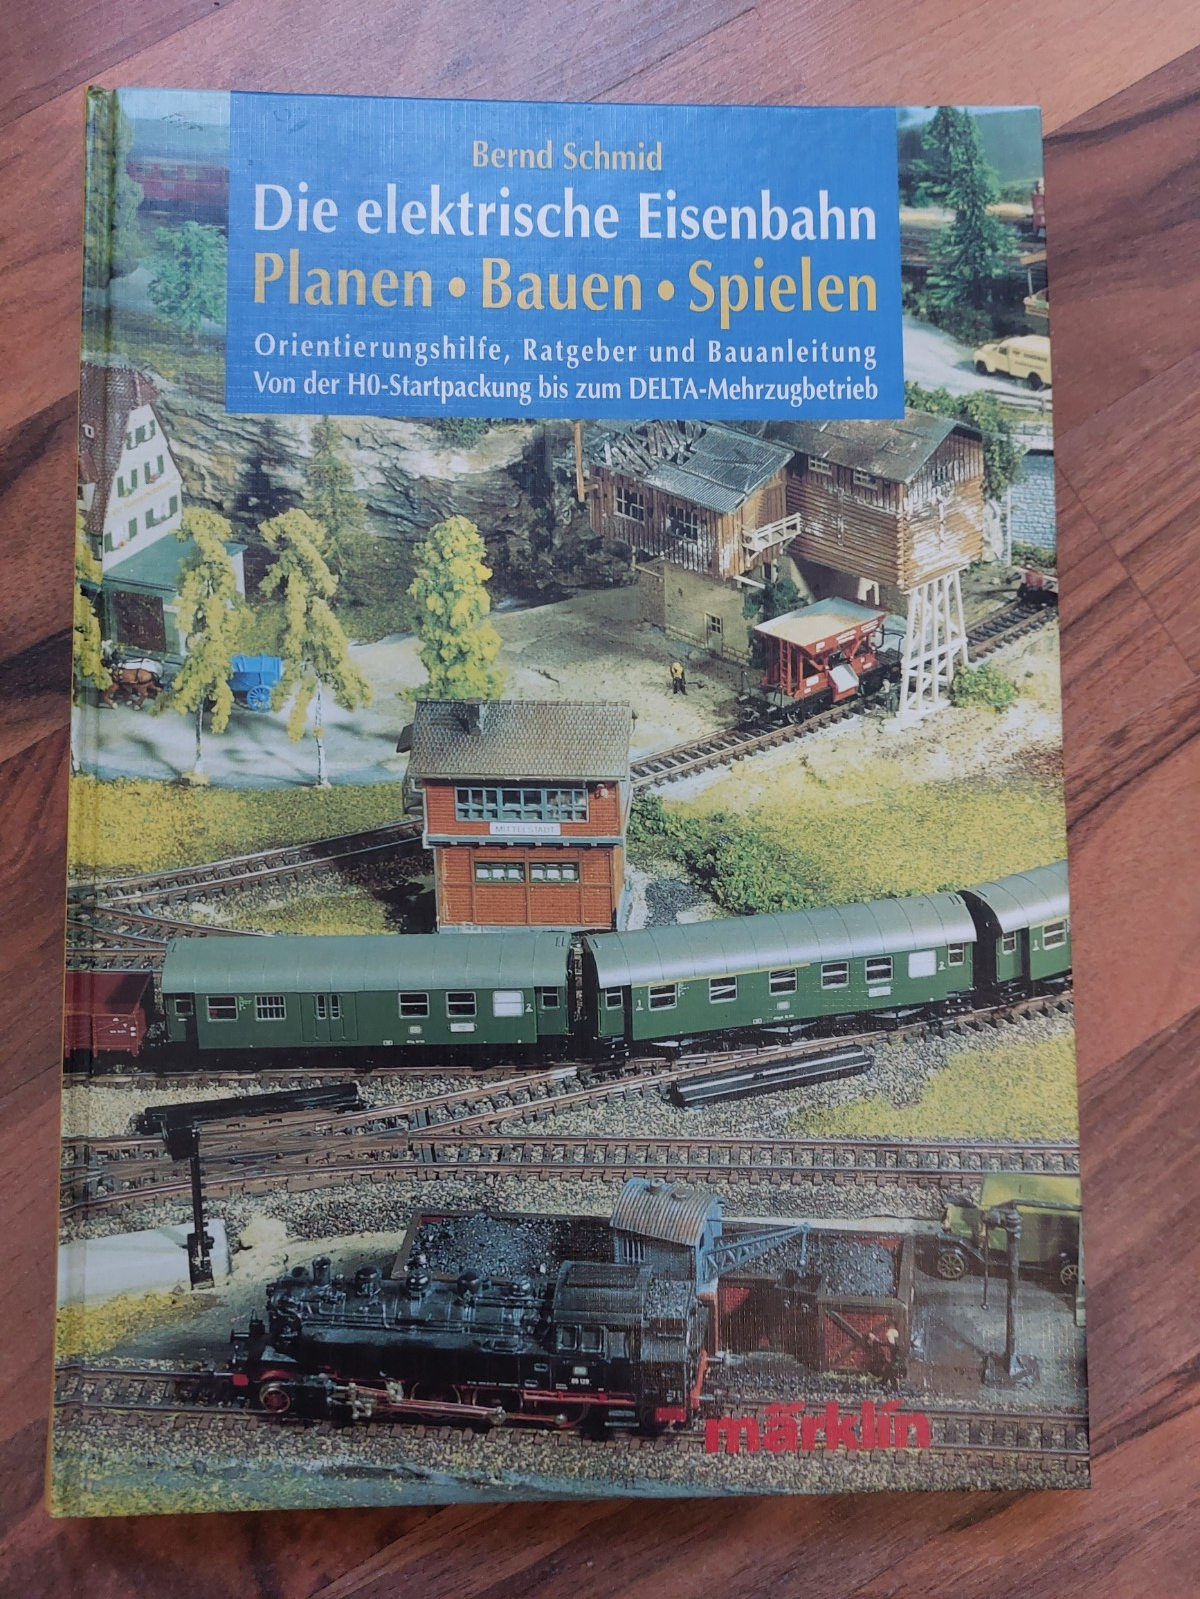 Bernd Schmid
Die elektrische Eisenbahn
Planen • Bauen • Spielen
Orientierungshilfe, Ratgeber und Bauanleitung
Von der H0-Startpackung bis zum DELTA-Mehrzugbetrieb
MITTELSTADT
märklin